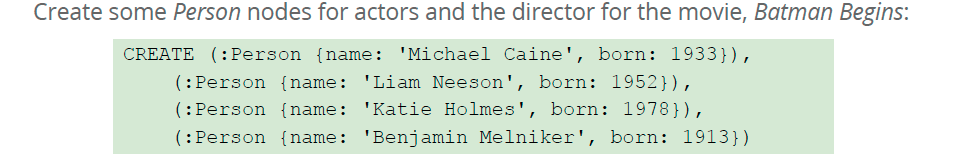 Create some Person nodes for actors and the director for the movie, Batman Begins:
CREATE (:Person {name: 'Michael Caine', born: 1933}),
(:Person {name: 'Liam Neeson', born: 1952}),
(:Person {name: 'Katie Holmes', born: 1978}),
(:Person {name: 'Benjamin Melniker', born: 1913})